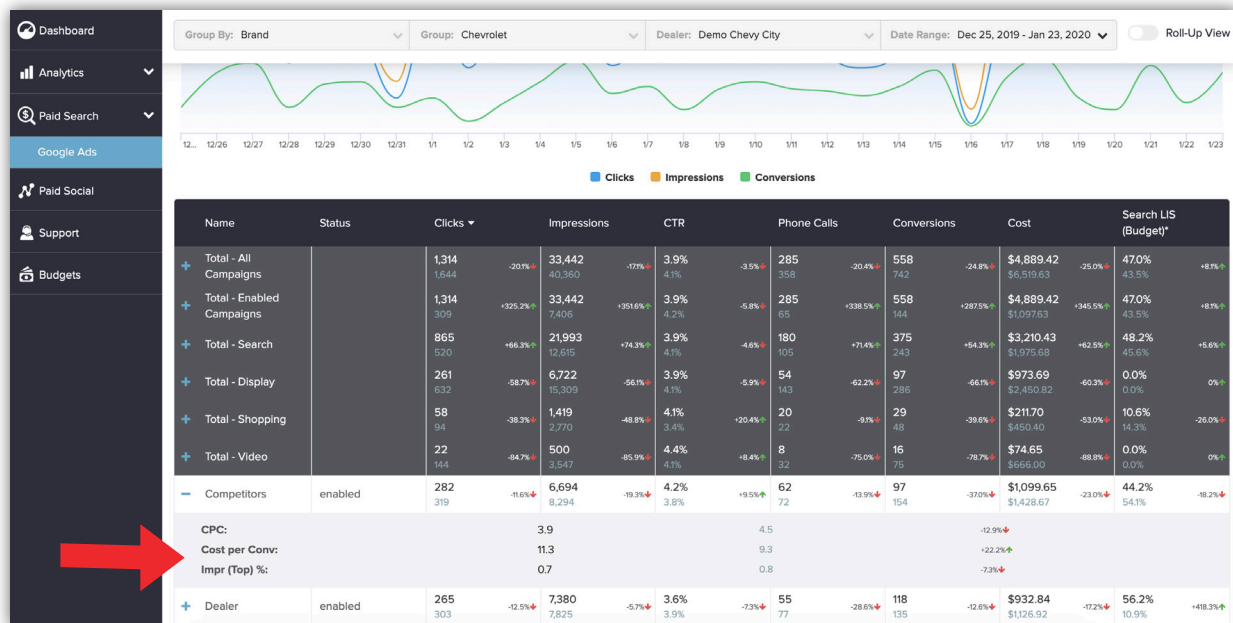 Dashboard
Analytics
Paid Search
Google Ads
Paid Social
Support
Budgets
Group By: Brand
Group: Chevrolet
Dealer: Demo Chevy City
Date Range: Dec 25, 2019 - Jan 23, 2020
Roll-Up View
12... 12/26 12/27 12/28 12/29 12/30 12/31 1/1 1/2 1/3 1/4 1/5 1/6 1/7 1/8 1/9 1/10 1/11 1/12 1/13 1/14 1/15 1/16 1/17 1/18 1/19 1/20 1/21 1/22 1/23
Clicks Impressions Conversions
Name Status Clicks Impressions CTR Phone Calls Conversions Cost Search LIS
(Budget)*
Total - All
Campaigns
1,314 -20.1% 33,442 -17.1% 3.9% -3.5% 285 -20.4% 558 -24.8% $4,889.42 -25.0% 47.0% +8.1%
1,644 40,360 4.1% 358 742 $6,519.63 43.5%
Total - Enabled
Campaigns
1,314 +325.2% 33,442 +351.6% 3.9% -5.8% 285 +338.5% 558 +287.5% $4,889.42 +345.5% 47.0% +8.1%
309 7,406 4.2% 65 144 $1,097.63 43.5%
Total - Search
865 +66.3% 21,993 +74.3% 3.9% -4.6% 180 +71.4% 375 +54.3% $3,210.43 +62.5% 48.2% +5.6%
520 12,615 4.1% 105 243 $1,975.68 45.6%
Total - Display
261 -58.7% 6,722 -56.1% 3.9% -5.9% 54 -62.2% 97 -66.1% $973.69 -60.3% 0.0% 0%
632 15,309 4.1% 143 286 $2,450.82 0.0%
Total - Shopping
58 -38.3% 1,419 -48.8% 4.1% +20.4% 20 -9.1% 29 -39.6% $211.70 -53.0% 10.6% -26.0%
94 2,770 3.4% 22 48 $450.40 14.3%
Total - Video
22 -84.7% 500 -85.9% 4.4% +8.4% 8 -75.0% 16 -78.7% $74.65 -88.8% 0.0% 0%
144 3,547 4.1% 32 75 $666.00 0.0%
Competitors enabled
282 -11.6% 6,694 -19.3% 4.2% +9.5% 62 -13.9% 97 -37.0% $1,099.65 -23.0% 44.2% -18.2%
319 8,294 3.8% 72 154 $1,428.67 54.1%
CPC: 3.9 4.5 -12.9%
Cost per Conv: 11.3 9.3 +22.2%
Impr (Top) %: 0.7 0.8 -7.3%
Dealer enabled
265 -12.5% 7,380 -5.7% 3.6% -7.3% 55 -28.6% 118 -12.6% $932.84 -17.2% 56.2% +418.3%
303 7,825 3.9% 77 135 $1,126.92 10.9%